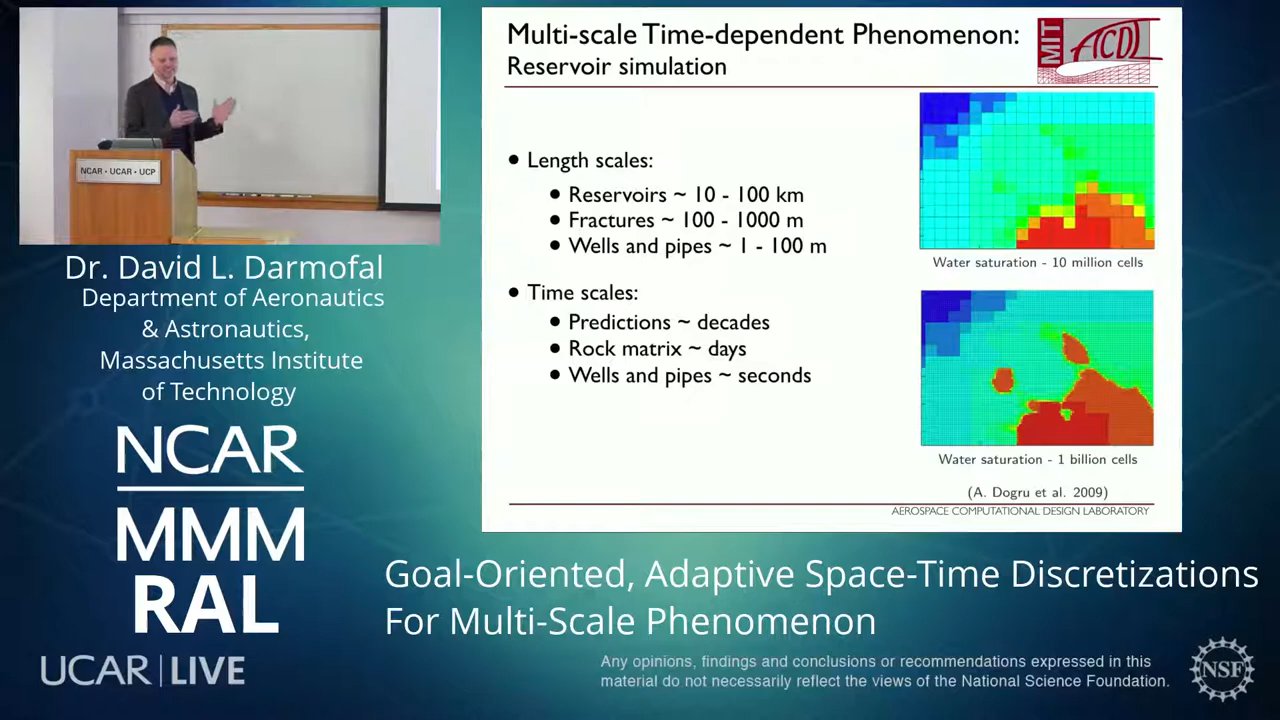 NCAR • UCAR • UCP
Dr. David L. Darmofal
Department of Aeronautics
& Astronautics,
Massachusetts Institute
of Technology
NCAR
MMM
RAL
UCAR | LIVE
Multi-scale Time-dependent Phenomenon:
Reservoir simulation
MIT
ACDL
• Length scales:
• Reservoirs ~ 10 - 100 km
• Fractures ~ 100 - 1000 m
• Wells and pipes ~ 1 - 100 m
• Time scales:
• Predictions ~ decades
• Rock matrix ~ days
• Wells and pipes ~ seconds
Water saturation - 10 million cells
Water saturation - 1 billion cells
(A. Dogru et al. 2009)
AEROSPACE COMPUTATIONAL DESIGN LABORATORY
Goal-Oriented, Adaptive Space-Time Discretizations
For Multi-Scale Phenomenon
Any opinions, findings and conclusions or recommendations expressed in this
material do not necessarily reflect the views of the National Science Foundation.
NSF